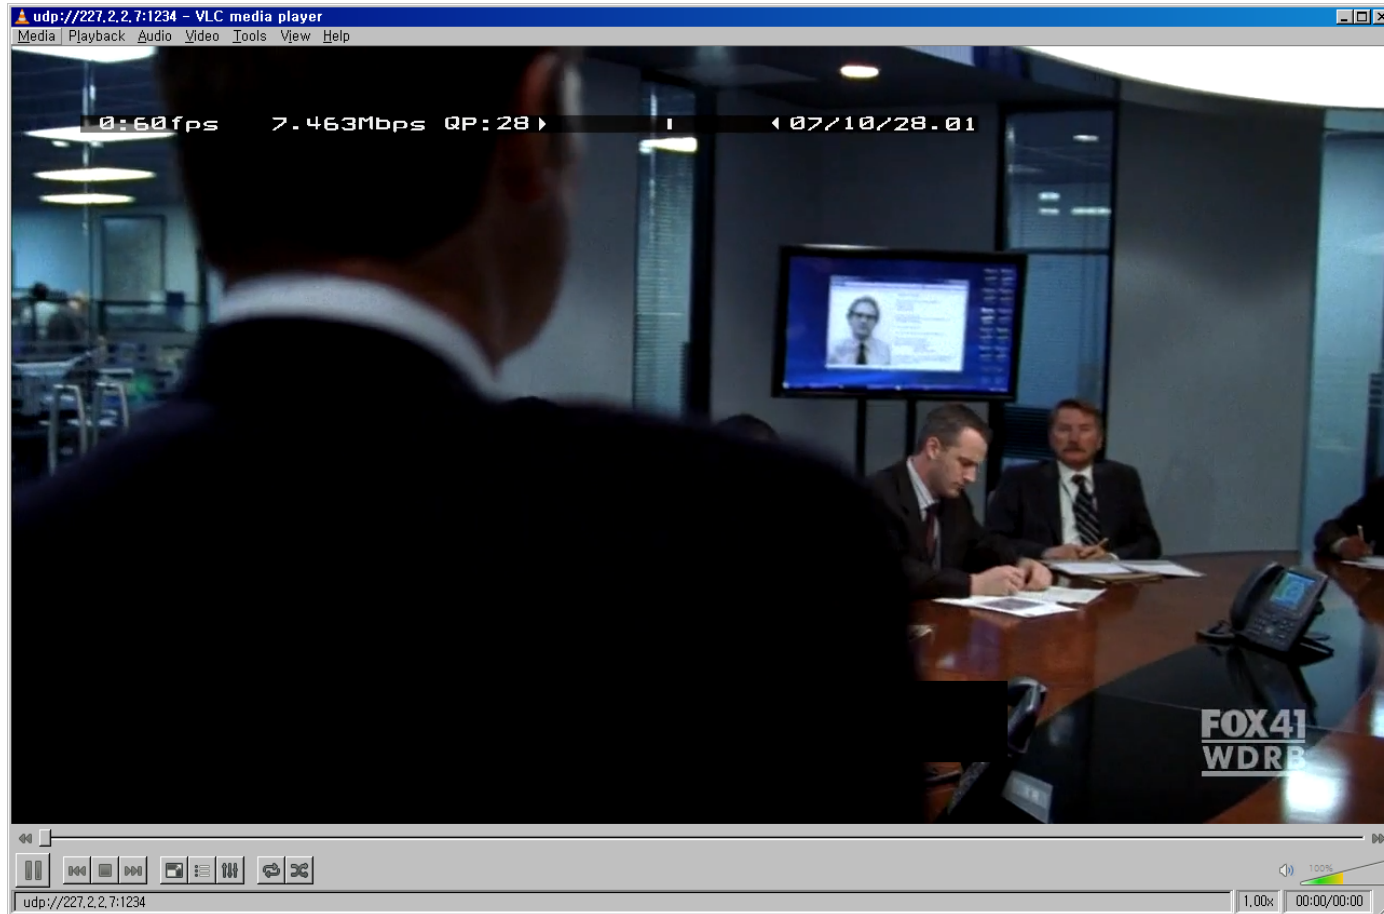 udp://227.2.2.7:1234 - VLC media player
Media Playback Audio Video Tools View Help
0:60fps 7.463Mbps QP:28 07/10/28.01
FOX41
WDRB
100%
udp://227.2.2.7:1234 1.00x 00:00/00:00